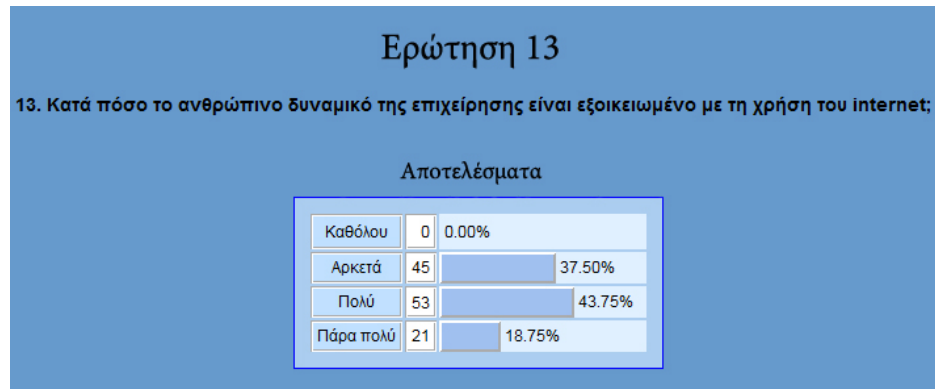 Ερώτηση 13
13. Κατά πόσο το ανθρώπινο δυναμικό της επιχείρησης είναι εξοικειωμένο με τη χρήση του internet;
Αποτελέσματα
Καθόλου 0 0.00%
Αρκετά 45 37.50%
Πολύ 53 43.75%
Πάρα πολύ 21 18.75%